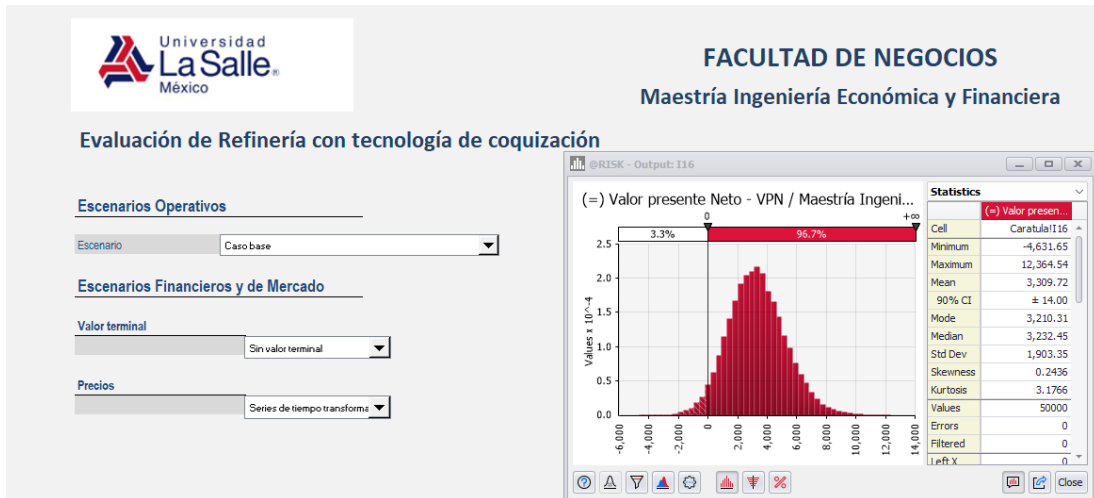 Universidad
La Salle®
México
FACULTAD DE NEGOCIOS
Maestría Ingeniería Económica y Financiera
Evaluación de Refinería con tecnología de coquización
Escenarios Operativos
Escenario
Caso base
Escenarios Financieros y de Mercado
Valor terminal
Sin valor terminal
Precios
Series de tiempo transforma
@RISK - Output: I16
(=) Valor presente Neto - VPN / Maestría Ingeni...
0
+∞
3.3%
96.7%
2.5
2.0
1.5
1.0
0.5
0.0
Values x 10^-4
-6,000
-4,000
-2,000
0
2,000
4,000
6,000
8,000
10,000
12,000
14,000
Statistics
(=) Valor presen...
Cell Caratula!I16
Minimum -4,631.65
Maximum 12,364.54
Mean 3,309.72
90% CI ± 14.00
Mode 3,210.31
Median 3,232.45
Std Dev 1,903.35
Skewness 0.2436
Kurtosis 3.1766
Values 50000
Errors 0
Filtered 0
Left X 0
Close